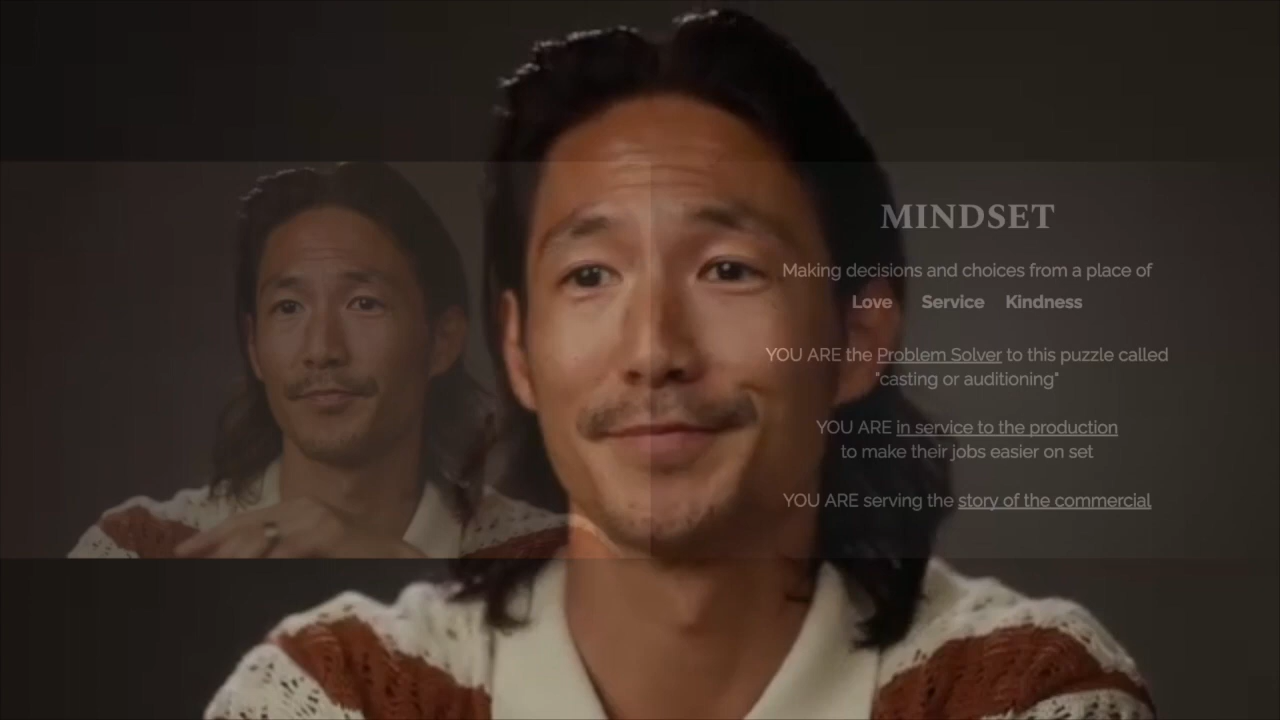 MINDSET
Making decisions and choices from a place of
Love Service Kindness
YOU ARE the Problem Solver to this puzzle called
"casting or auditioning"
YOU ARE in service to the production
to make their jobs easier on set
YOU ARE serving the story of the commercial